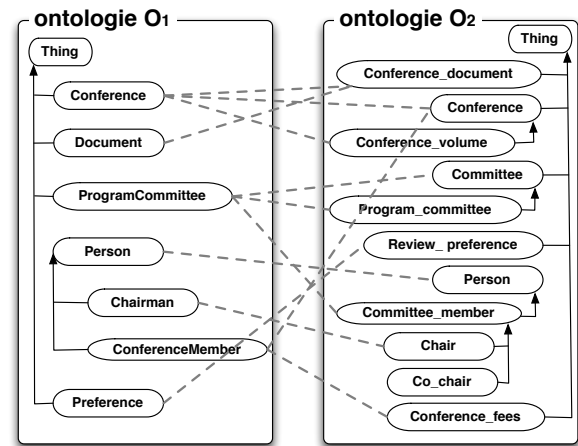 ontologie O1
Thing
Conference
Document
ProgramCommittee
Person
Chairman
ConferenceMember
Preference
ontologie O2
Thing
Conference_document
Conference
Conference_volume
Committee
Program_committee
Review_ preference
Person
Committee_member
Chair
Co_chair
Conference_fees